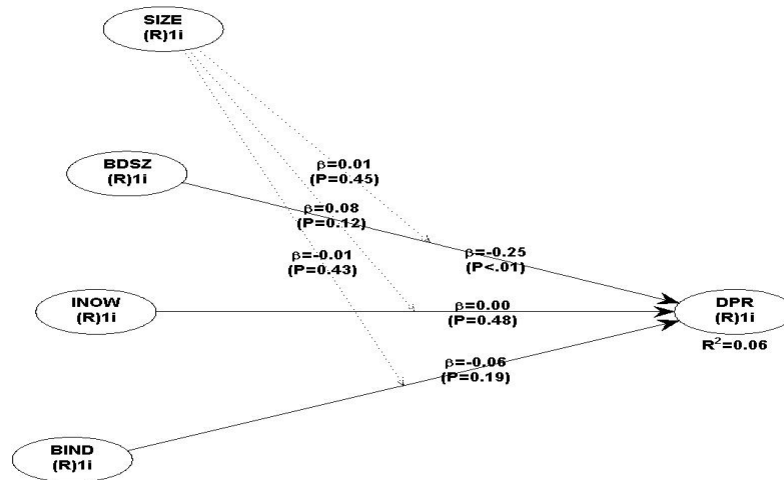 SIZE
(R)1i
BDSZ
(R)1i
β=0.01
(P=0.45)
β=0.08
(P=0.12)
β=-0.01
(P=0.43)
β=-0.25
(P<.01)
INOW
(R)1i
β=0.00
(P=0.48)
DPR
(R)1i
R²=0.06
β=-0.06
(P=0.19)
BIND
(R)1i